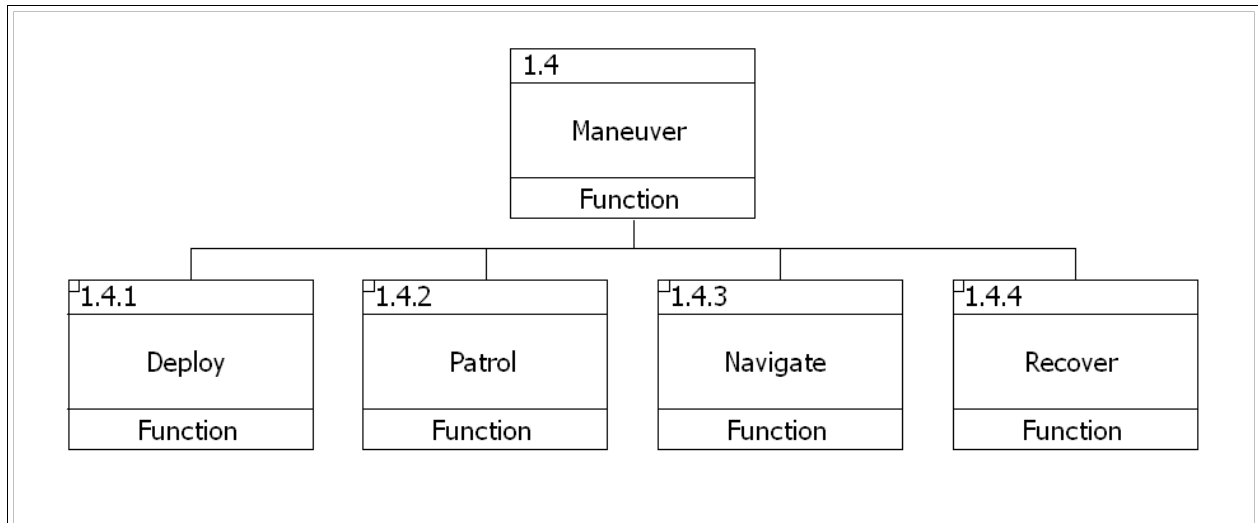 1.4
Maneuver
Function
1.4.1
Deploy
Function
1.4.2
Patrol
Function
1.4.3
Navigate
Function
1.4.4
Recover
Function